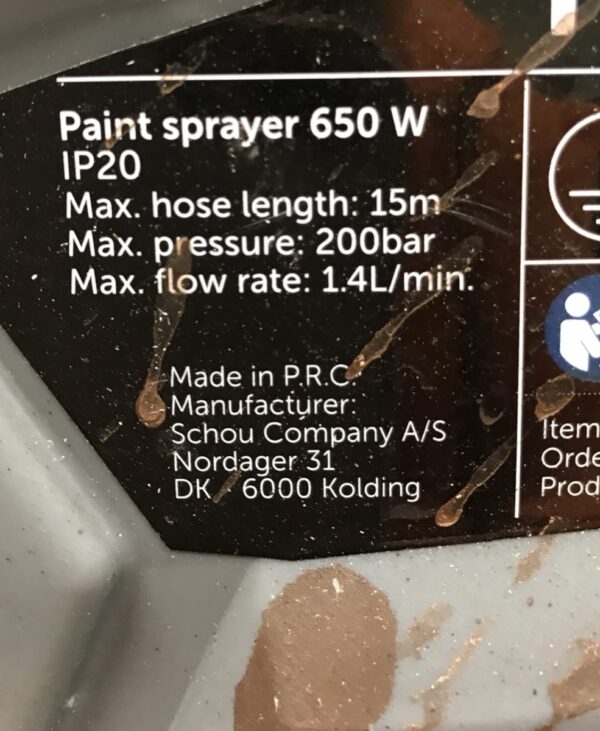 Paint sprayer 650 W
IP20
Max. hose length: 15m
Max. pressure: 200bar
Max. flow rate: 1.4L/min.
Made in P.R.C.
Manufacturer:
Schou Company A/S
Nordager 31
DK - 6000 Kolding
Item
Orde
Prod